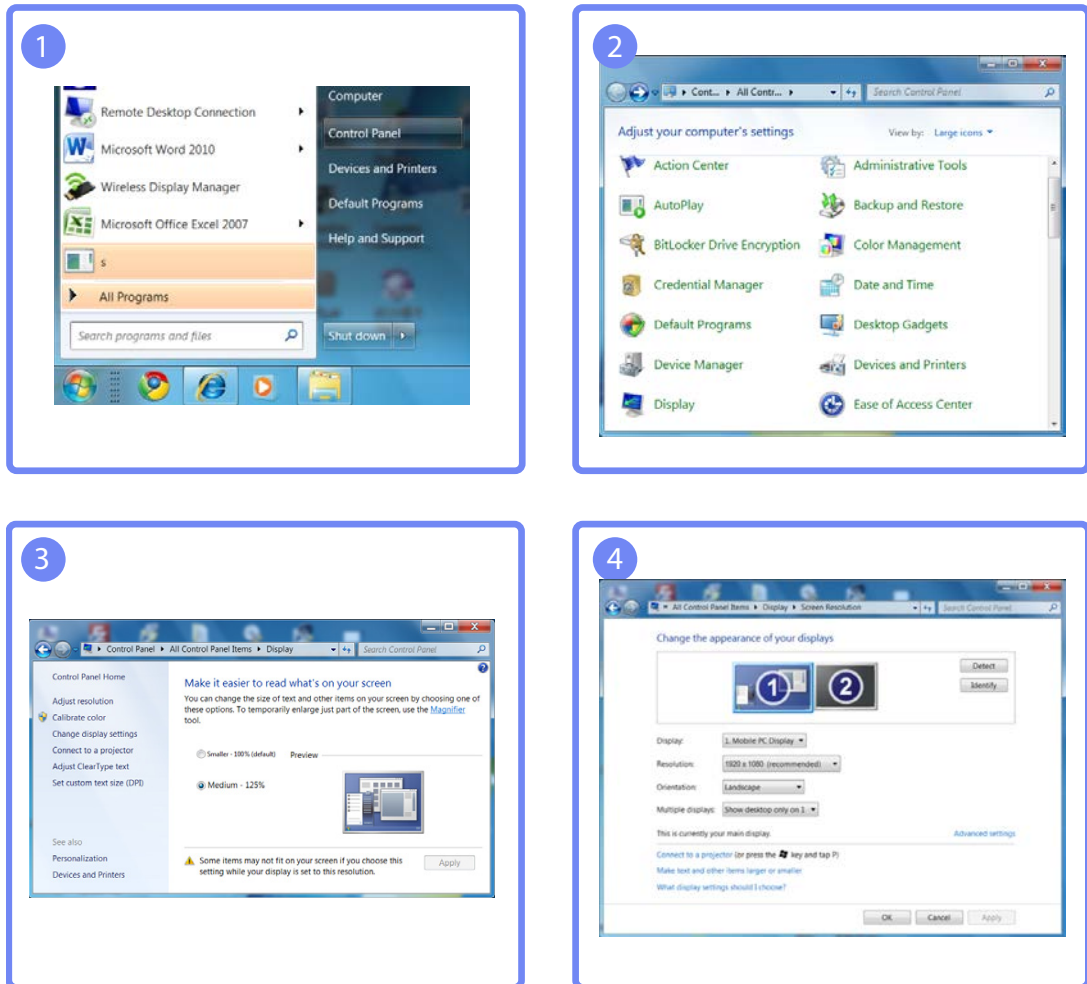 1
Remote Desktop Connection
Microsoft Word 2010
Wireless Display Manager
Microsoft Office Excel 2007
s
All Programs
Search programs and files
Computer
Control Panel
Devices and Printers
Default Programs
Help and Support
Shut down
2
Cont... All Contr...
Search Control Panel
Adjust your computer's settings
View by: Large icons
Action Center
Administrative Tools
AutoPlay
Backup and Restore
BitLocker Drive Encryption
Color Management
Credential Manager
Date and Time
Default Programs
Desktop Gadgets
Device Manager
Devices and Printers
Display
Ease of Access Center
3
Control Panel All Control Panel Items Display
Search Control Panel
Control Panel Home
Adjust resolution
Calibrate color
Change display settings
Connect to a projector
Adjust ClearType text
Set custom text size (DPI)
See also
Personalization
Devices and Printers
Make it easier to read what's on your screen
You can change the size of text and other items on your screen by choosing one of
these options. To temporarily enlarge just part of the screen, use the Magnifier
tool.
Smaller - 100% (default) Preview
Medium - 125%
Some items may not fit on your screen if you choose this
setting while your display is set to this resolution.
Apply
4
All Control Panel Items Display Screen Resolution
Search Control Panel
Change the appearance of your displays
1 2
Detect
Identify
Display: 1. Mobile PC Display
Resolution: 1920 x 1080 (recommended)
Orientation: Landscape
Multiple displays: Show desktop only on 1
This is currently your main display.
Advanced settings
Connect to a projector (or press the key and tap P)
Make text and other items larger or smaller
What display settings should I choose?
OK Cancel Apply